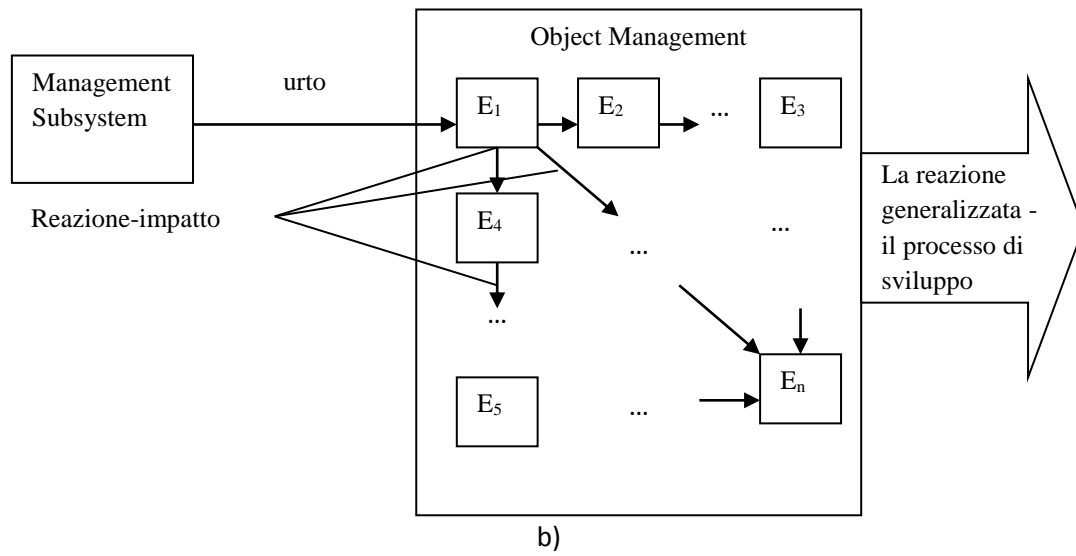 Object Management
Management
Subsystem
urto
E₁
E₂
...
E₃
Reazione-impatto
E₄
...
...
La reazione
generalizzata -
il processo di
sviluppo
...
E₅
...
Eₙ
b)